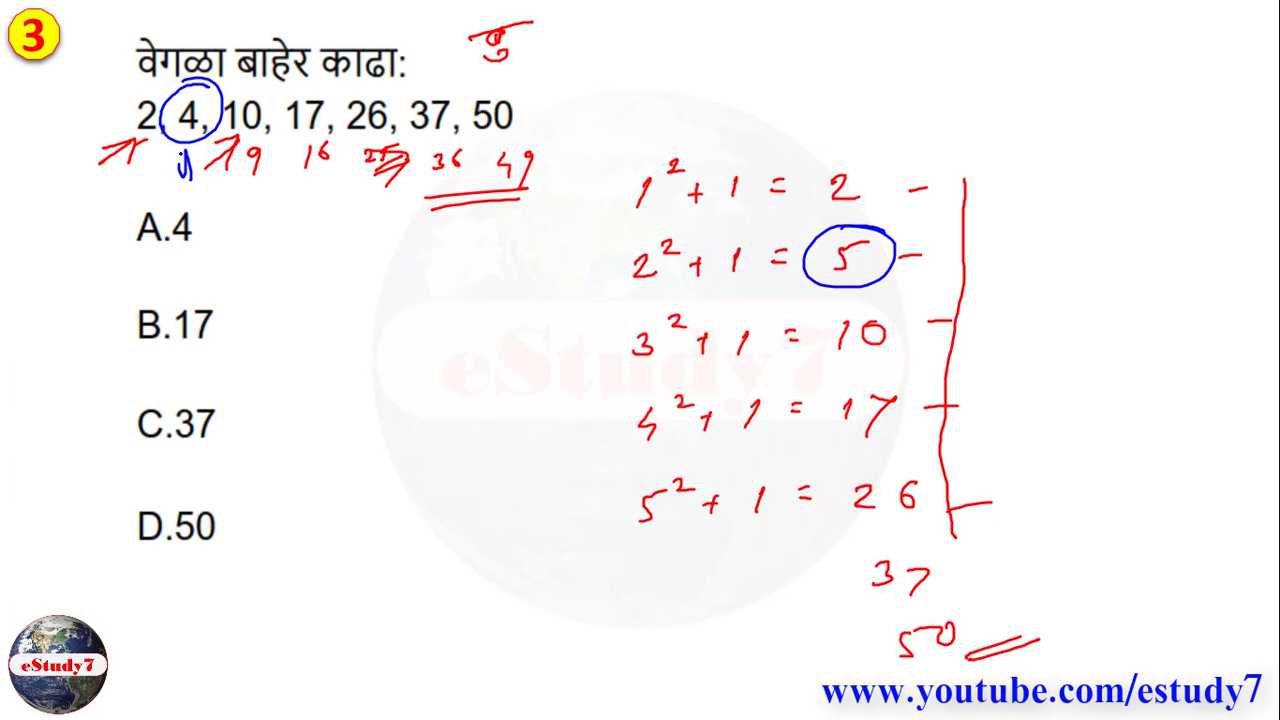 3
वेगळा बाहेर काढा:
2, 4, 10, 17, 26, 37, 50
9 16 25 36 49
A.4
B.17
C.37
D.50
1² + 1 = 2
2² + 1 = 5
3² + 1 = 10
4² + 1 = 17
5² + 1 = 26
37
50
eStudy7
eStudy7
www.youtube.com/estudy7